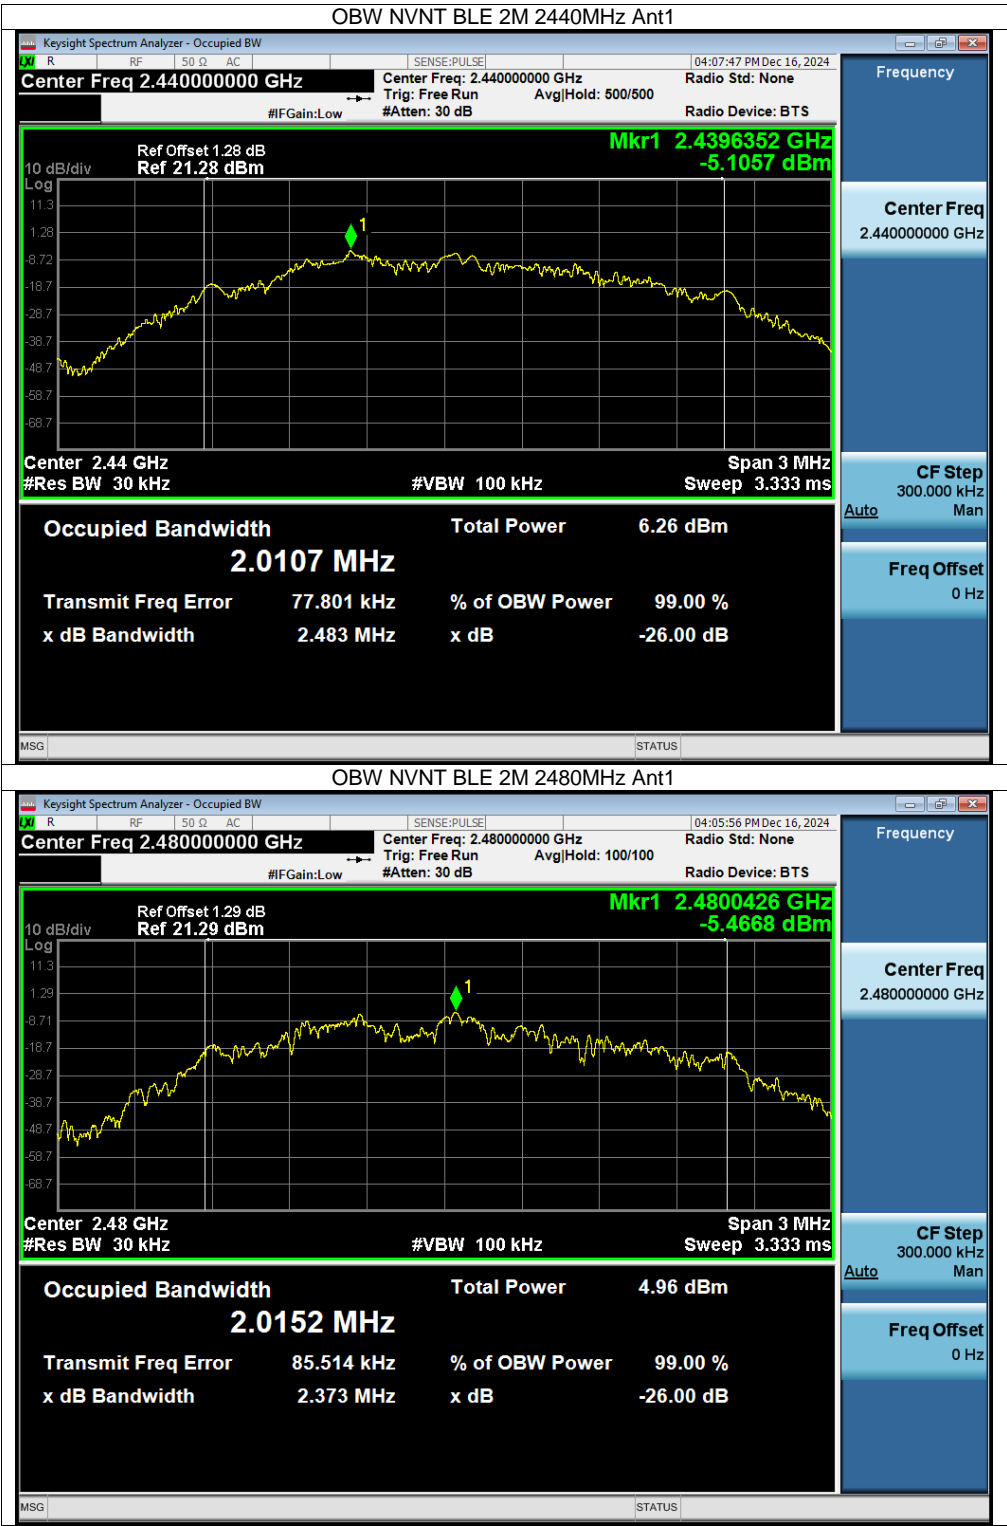 OBW NVNT BLE 2M 2440MHz Ant1
Keysight Spectrum Analyzer - Occupied BW
LXI R RF 50 Ω AC SENSE:PULSE 04:07:47 PM Dec 16, 2024
Center Freq 2.440000000 GHz
Center Freq: 2.440000000 GHz
Radio Std: None
Trig: Free Run Avg|Hold: 500/500
#IFGain:Low #Atten: 30 dB Radio Device: BTS
Frequency
Mkr1 2.4396352 GHz
-5.1057 dBm
Ref Offset 1.28 dB
10 dB/div Ref 21.28 dBm
Log
11.3
1.28
-8.72
-18.7
-28.7
-38.7
-48.7
-58.7
-68.7
1
Center 2.44 GHz Span 3 MHz
#Res BW 30 kHz #VBW 100 kHz Sweep 3.333 ms
Center Freq
2.440000000 GHz
CF Step
300.000 kHz
Auto Man
Freq Offset
0 Hz
Occupied Bandwidth Total Power 6.26 dBm
2.0107 MHz
Transmit Freq Error 77.801 kHz % of OBW Power 99.00 %
x dB Bandwidth 2.483 MHz x dB -26.00 dB
MSG STATUS
OBW NVNT BLE 2M 2480MHz Ant1
Keysight Spectrum Analyzer - Occupied BW
LXI R RF 50 Ω AC SENSE:PULSE 04:05:56 PM Dec 16, 2024
Center Freq 2.480000000 GHz
Center Freq: 2.480000000 GHz
Radio Std: None
Trig: Free Run Avg|Hold: 100/100
#IFGain:Low #Atten: 30 dB Radio Device: BTS
Frequency
Mkr1 2.4800426 GHz
-5.4668 dBm
Ref Offset 1.29 dB
10 dB/div Ref 21.29 dBm
Log
11.3
1.29
-8.71
-18.7
-28.7
-38.7
-48.7
-58.7
-68.7
1
Center 2.48 GHz Span 3 MHz
#Res BW 30 kHz #VBW 100 kHz Sweep 3.333 ms
Center Freq
2.480000000 GHz
CF Step
300.000 kHz
Auto Man
Freq Offset
0 Hz
Occupied Bandwidth Total Power 4.96 dBm
2.0152 MHz
Transmit Freq Error 85.514 kHz % of OBW Power 99.00 %
x dB Bandwidth 2.373 MHz x dB -26.00 dB
MSG STATUS